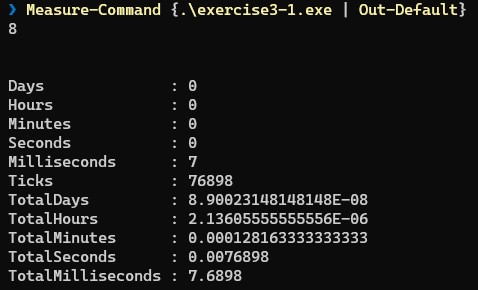 ❯ Measure-Command {.\exercise3-1.exe | Out-Default}
8
Days              : 0
Hours             : 0
Minutes           : 0
Seconds           : 0
Milliseconds      : 7
Ticks             : 76898
TotalDays         : 8.90023148148148E-08
TotalHours        : 2.13605555555556E-06
TotalMinutes      : 0.000128163333333333
TotalSeconds      : 0.0076898
TotalMilliseconds : 7.6898